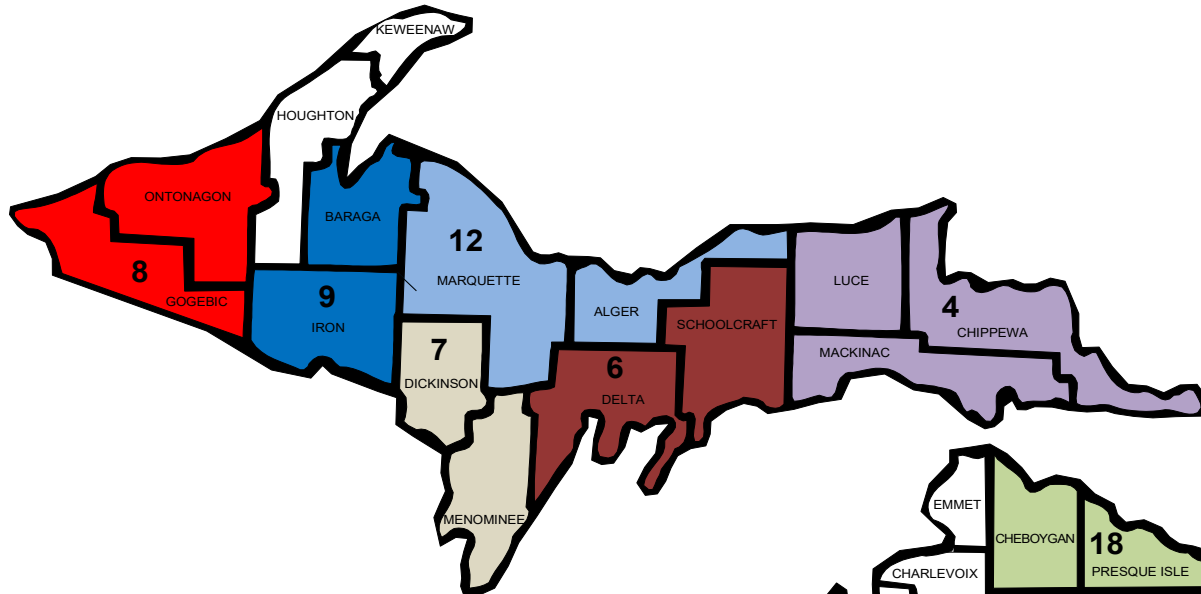 KEWEENAW
HOUGHTON
ONTONAGON
BARAGA
12
8
MARQUETTE
LUCE
GOGEBIC
9
ALGER
4
IRON
SCHOOLCRAFT
CHIPPEWA
7
MACKINAC
6
DICKINSON
DELTA
EMMET
MENOMINEE
CHEBOYGAN
18
CHARLEVOIX
PRESQUE ISLE